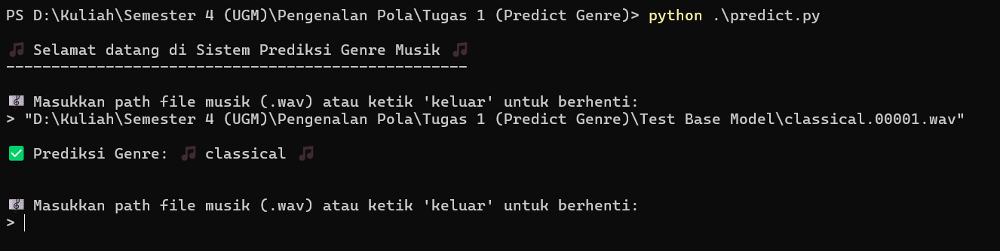 PS D:\Kuliah\Semester 4 (UGM)\Pengenalan Pola\Tugas 1 (Predict Genre)> python .\predict.py
🎵 Selamat datang di Sistem Prediksi Genre Musik 🎵
---------------------------------------------------
🎼 Masukkan path file musik (.wav) atau ketik 'keluar' untuk berhenti:
> "D:\Kuliah\Semester 4 (UGM)\Pengenalan Pola\Tugas 1 (Predict Genre)\Test Base Model\classical.00001.wav"
✅ Prediksi Genre: 🎵 classical 🎵
🎼 Masukkan path file musik (.wav) atau ketik 'keluar' untuk berhenti:
>